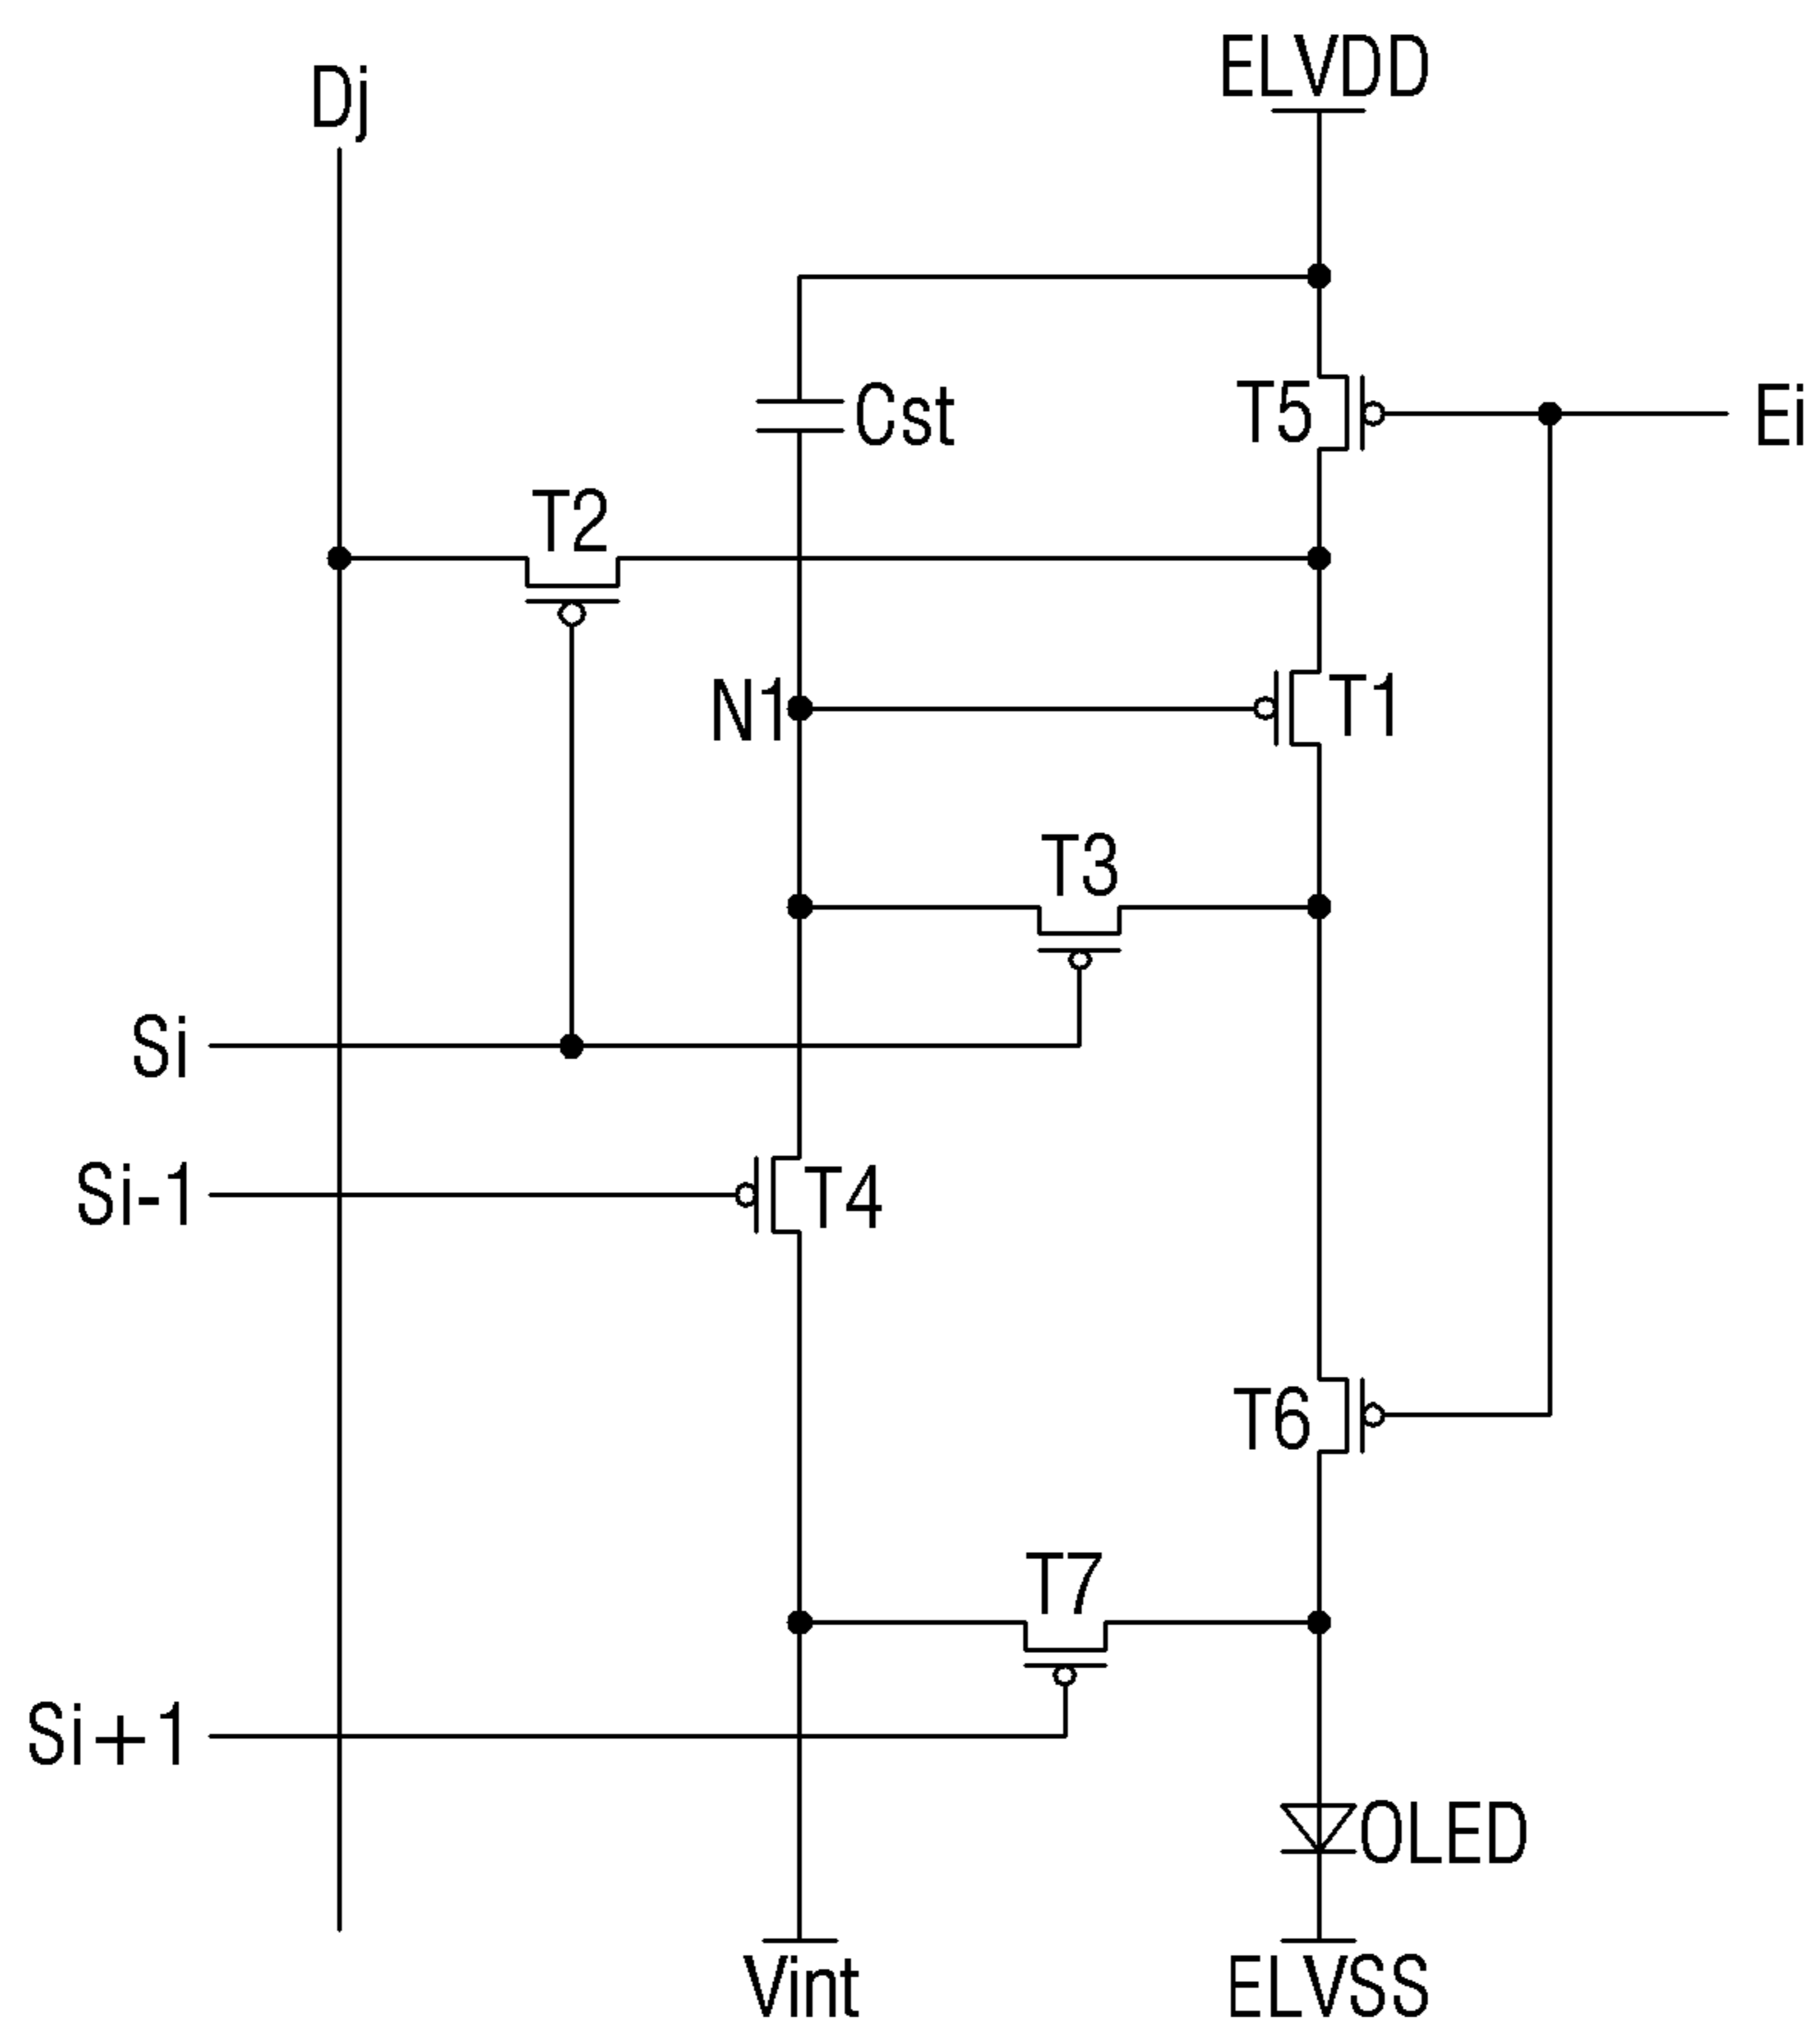 ELVDD
Dj
Cst
T5
Ei
T2
N1
T1
T3
Si
Si-1
T4
T6
T7
Si+1
OLED
Vint
ELVSS